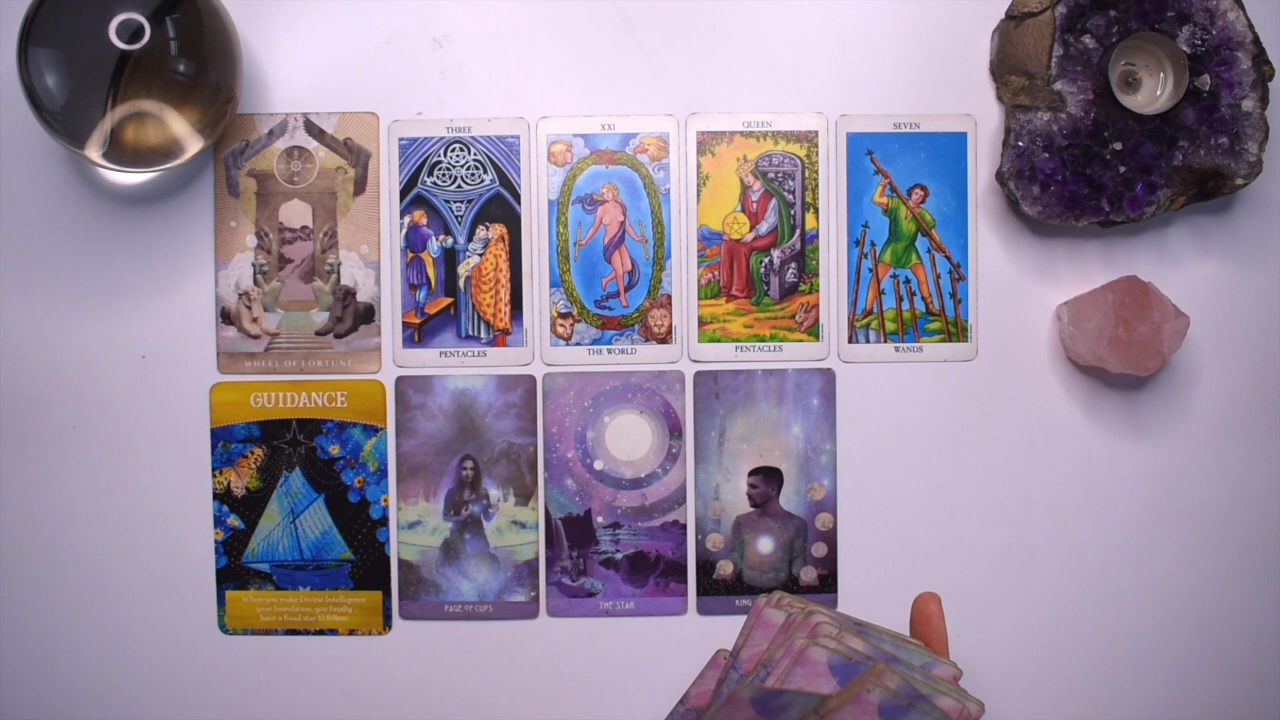 WHEEL OF FORTUNE
THREE
PENTACLES
XXI
THE WORLD
QUEEN
PENTACLES
SEVEN
WANDS
GUIDANCE
When you make Divine Intelligence
your foundation, you finally
have a fixed star to follow
PAGE OF CUPS
THE STAR
KING